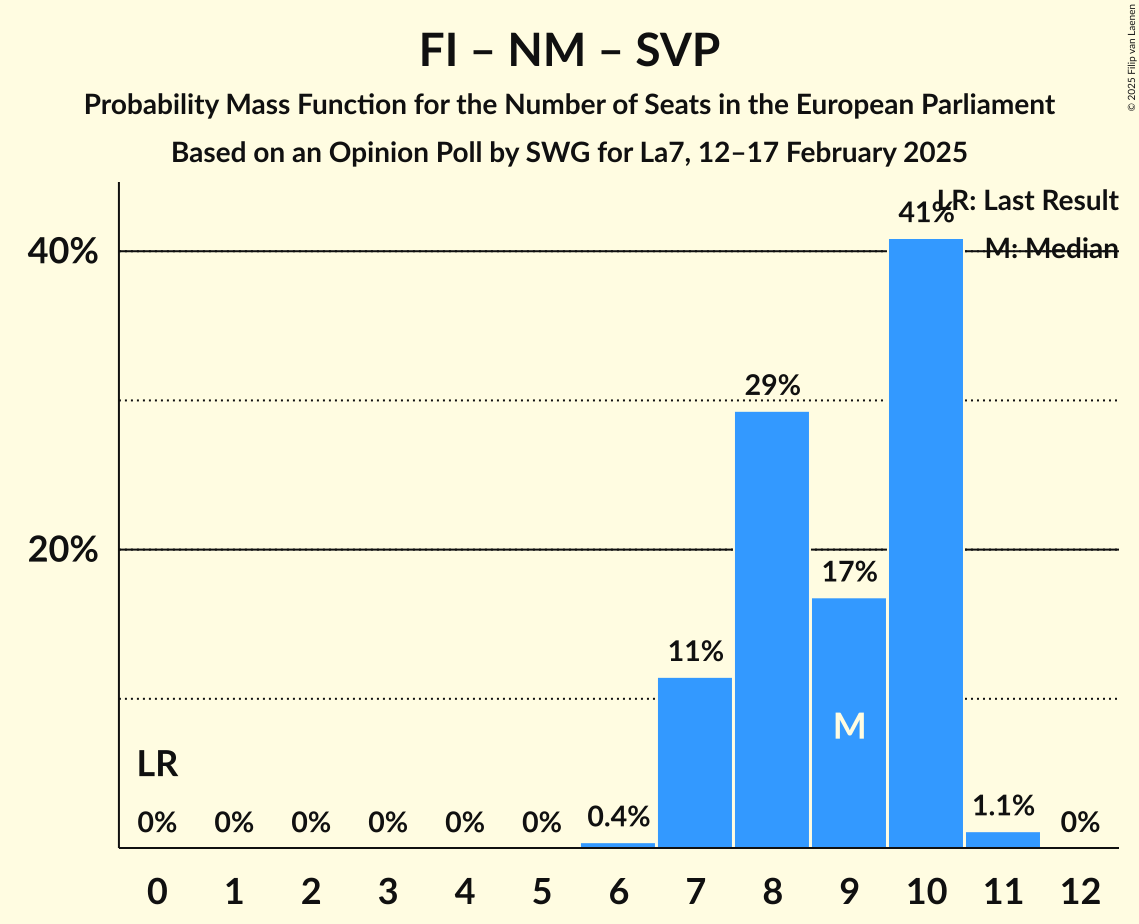 FI – NM – SVP
Probability Mass Function for the Number of Seats in the European Parliament
Based on an Opinion Poll by SWG for La7, 12–17 February 2025
© 2025 Filip van Laenen
LR: Last Result
M: Median
40%
20%
41%
29%
17%
11%
M
LR
0% 0% 0% 0% 0% 0% 0.4% 1.1% 0%
0 1 2 3 4 5 6 7 8 9 10 11 12